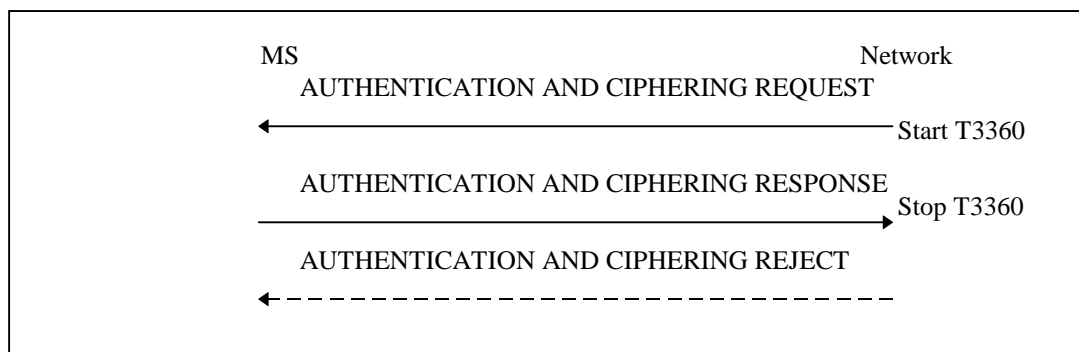 MS Network
AUTHENTICATION AND CIPHERING REQUEST
Start T3360
AUTHENTICATION AND CIPHERING RESPONSE
Stop T3360
AUTHENTICATION AND CIPHERING REJECT